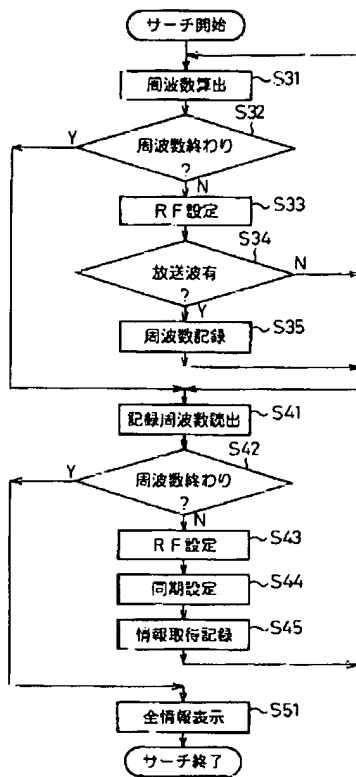 サーチ開始
周波数算出 S31
S32
Y 周波数終わり
?
N
RF設定 S33
S34
放送波有 N
?
Y
周波数記録 S35
記録周波数読出 S41
S42
Y 周波数終わり
?
N
RF設定 S43
同期設定 S44
情報取得記録 S45
全情報表示 S51
サーチ終了